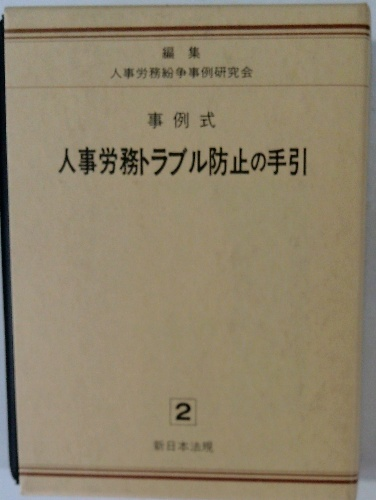 編集
人事労務紛争事例研究会
事例式
人事労務トラブル防止の手引
2
新日本法規